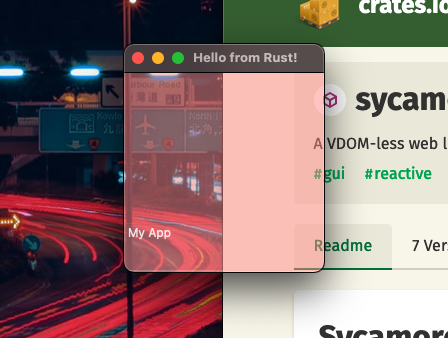 crates.io
Hello from Rust!
sycam
A VDOM-less web l
#gui #reactive
My App
Readme
7 Ver
Sycamore